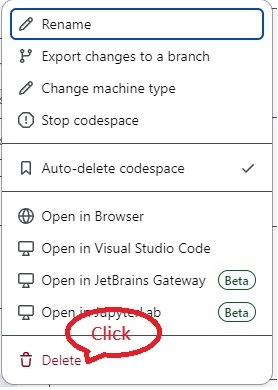 Rename
Export changes to a branch
Change machine type
Stop codespace
Auto-delete codespace
Open in Browser
Open in Visual Studio Code
Open in JetBrains Gateway Beta
Open in JupyterLab Beta
Click
Delete